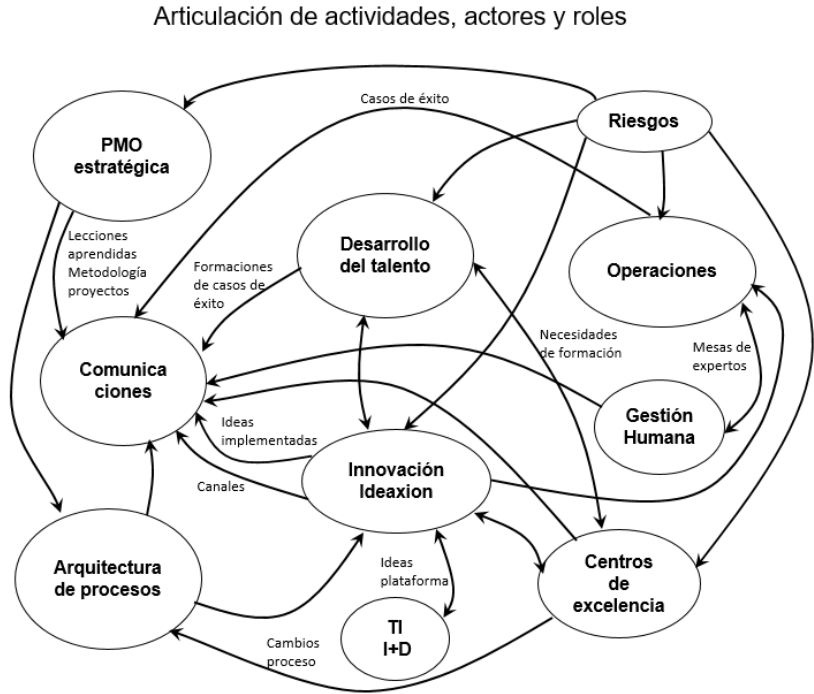 Articulación de actividades, actores y roles
Casos de éxito
Riesgos
PMO
estratégica
Lecciones
aprendidas
Metodología
proyectos
Desarrollo
del talento
Operaciones
Formaciones
de casos de
éxito
Necesidades
de formación
Mesas de
expertos
Comunica
ciones
Gestión
Humana
Ideas
implementadas
Innovación
Ideaxion
Canales
Arquitectura
de procesos
Ideas
plataforma
Centros
de
excelencia
TI
I+D
Cambios
proceso